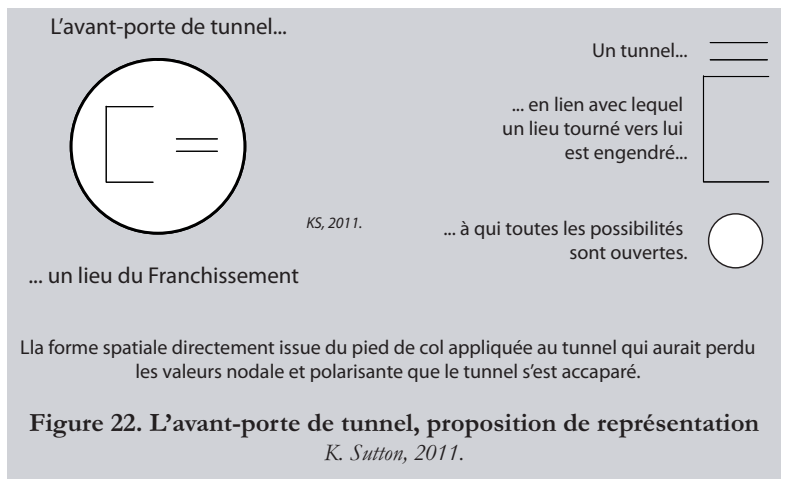 L'avant-porte de tunnel...
KS, 2011.
... un lieu du Franchissement
Un tunnel...
... en lien avec lequel
un lieu tourné vers lui
est engendré...
... à qui toutes les possibilités
sont ouvertes.
Lla forme spatiale directement issue du pied de col appliquée au tunnel qui aurait perdu
les valeurs nodale et polarisante que le tunnel s'est accaparé.
Figure 22. L'avant-porte de tunnel, proposition de représentation
K. Sutton, 2011.